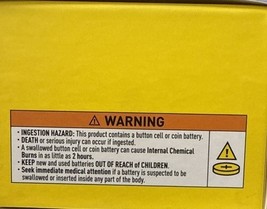 WARNING
• INGESTION HAZARD: This product contains a button cell or coin battery.
• DEATH or serious injury can occur if ingested.
• A swallowed button cell or coin battery can cause Internal Chemical
Burns in as little as 2 hours.
• KEEP new and used batteries OUT OF REACH of CHILDREN.
• Seek immediate medical attention if a battery is suspected to be
swallowed or inserted inside any part of the body.